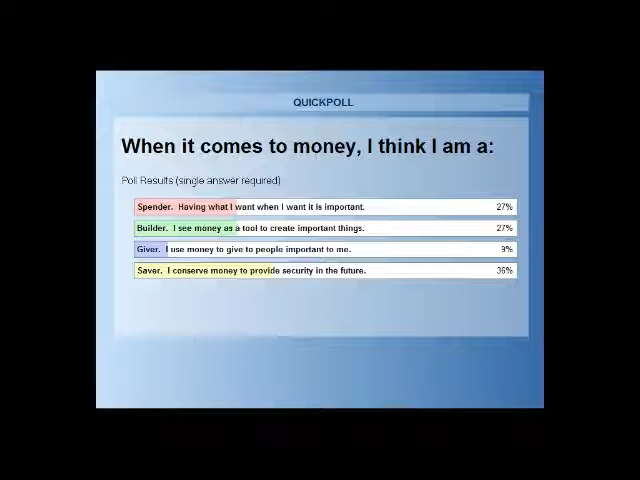 QUICKPOLL
When it comes to money, I think I am a:
Poll Results (single answer required)
Spender. Having what I want when I want it is important. 27%
Builder. I see money as a tool to create important things. 27%
Giver. I use money to give to people important to me. 9%
Saver. I conserve money to provide security in the future. 36%